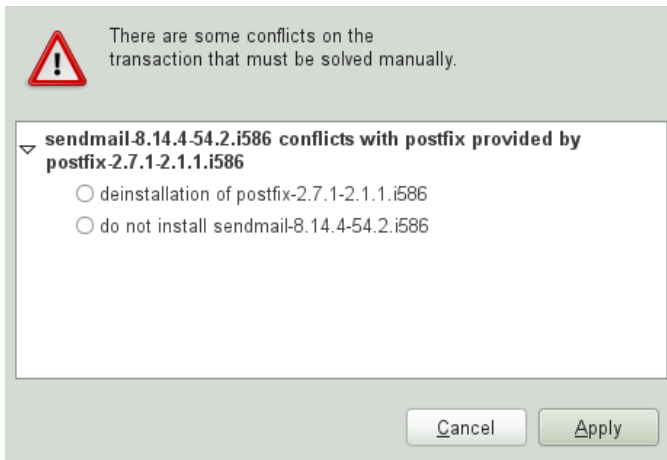 There are some conflicts on the
transaction that must be solved manually.
sendmail-8.14.4-54.2.i586 conflicts with postfix provided by
postfix-2.7.1-2.1.1.i586
deinstallation of postfix-2.7.1-2.1.1.i586
do not install sendmail-8.14.4-54.2.i586
Cancel Apply